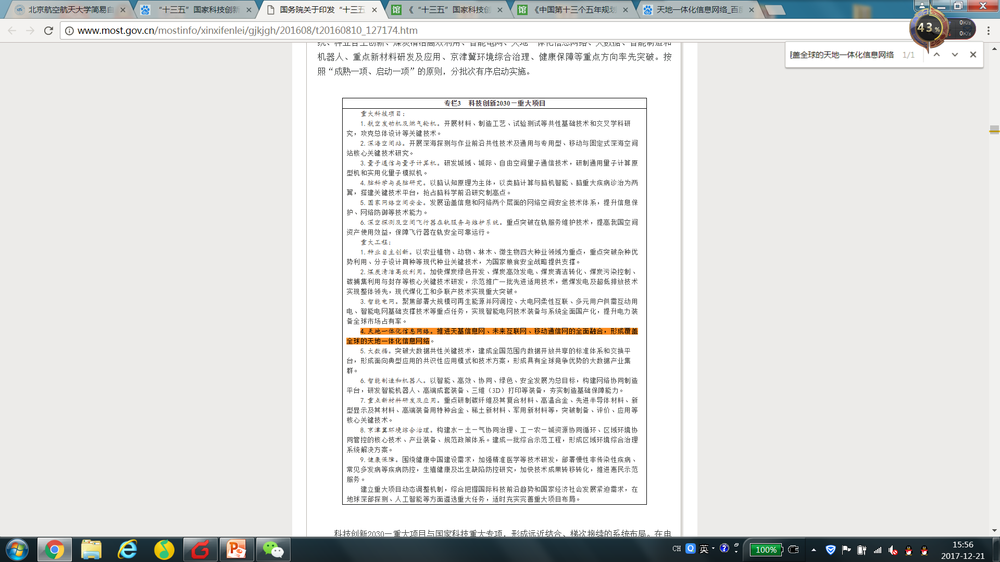 北京航空航天大学简易自
“十三五”国家科技创新
国务院关于印发“十三五
《“十三五”国家科技创
《中国第十三个五年规划
天地一体化信息网络_百度
www.most.gov.cn/mostinfo/xinxifenlei/gjkjgh/201608/t20160810_127174.htm
43%
0K/s
0K/s
盖全球的天地一体化信息网络 1/1
统、种业自主创新、煤炭清洁高效利用、智能电网、天地一体化信息网络、大数据、智能制造和
机器人、重点新材料研发及应用、京津冀环境综合治理、健康保障等重点方向率先突破。按
照“成熟一项、启动一项”的原则，分批次有序启动实施。
专栏3 科技创新2030－重大项目
重大科技项目：
1.航空发动机及燃气轮机。开展材料、制造工艺、试验测试等共性基础技术和交叉学科研
究，攻克总体设计等关键技术。
2.深海空间站。开展深海探测与作业前沿共性技术及通用与专用型、移动与固定式深海空间
站核心关键技术研究。
3.量子通信与量子计算机。研发城域、城际、自由空间量子通信技术，研制通用量子计算原
型机和实用化量子模拟机。
4.脑科学与类脑研究。以脑认知原理为主体，以类脑计算与脑机智能、脑重大疾病诊治为两
翼，搭建关键技术平台，抢占脑科学前沿研究制高点。
5.国家网络空间安全。发展涵盖信息和网络两个层面的网络空间安全技术体系，提升信息保
护、网络防御等技术能力。
6.深空探测及空间飞行器在轨服务与维护系统。重点突破在轨服务维护技术，提高我国空间
资产使用效益，保障飞行器在轨安全可靠运行。
重大工程：
1.种业自主创新。以农业植物、动物、林木、微生物四大种业领域为重点，重点突破杂种优
势利用、分子设计育种等现代种业关键技术，为国家粮食安全战略提供支撑。
2.煤炭清洁高效利用。加快煤炭绿色开发、煤炭高效发电、煤炭清洁转化、煤炭污染控制、
碳捕集利用与封存等核心关键技术研发，示范推广一批先进适用技术，燃煤发电及超低排放技术
实现整体领先，现代煤化工和多联产技术实现重大突破。
3.智能电网。聚焦部署大规模可再生能源并网调控、大电网柔性互联、多元用户供需互动用
电、智能电网基础支撑技术等重点任务，实现智能电网技术装备与系统全面国产化，提升电力装
备全球市场占有率。
4.天地一体化信息网络。推进天基信息网、未来互联网、移动通信网的全面融合，形成覆盖
全球的天地一体化信息网络。
5.大数据。突破大数据共性关键技术，建成全国范围内数据开放共享的标准体系和交换平
台，形成面向典型应用的共识性应用模式和技术方案，形成具有全球竞争优势的大数据产业集
群。
6.智能制造和机器人。以智能、高效、协同、绿色、安全发展为总目标，构建网络协同制造
平台，研发智能机器人、高端成套装备、三维（3D）打印等装备，夯实制造基础保障能力。
7.重点新材料研发及应用。重点研制碳纤维及其复合材料、高温合金、先进半导体材料、新
型显示及其材料、高端装备用特种合金、稀土新材料、军用新材料等，突破制备、评价、应用等
核心关键技术。
8.京津冀环境综合治理。构建水－土－气协同治理、工－农－城资源协同循环、区域环境协
同管控的核心技术、产业装备、规范政策体系。建成一批综合示范工程，形成区域环境综合治理
系统解决方案。
9.健康保障。围绕健康中国建设需求，加强精准医学等技术研发，部署慢性非传染性疾病、
常见多发病等疾病防控，生殖健康及出生缺陷防控研究，加快技术成果转移转化，推进惠民示范
服务。
建立重大项目动态调整机制，综合把握国际科技前沿趋势和国家经济社会发展紧迫需求，在
地球深部探测、人工智能等方面遴选重大任务，适时充实完善重大项目布局。
科技创新2030－重大项目与国家科技重大专项，形成远近结合、梯次接续的系统布局。在电
CH
英
100%
15:56
2017-12-21